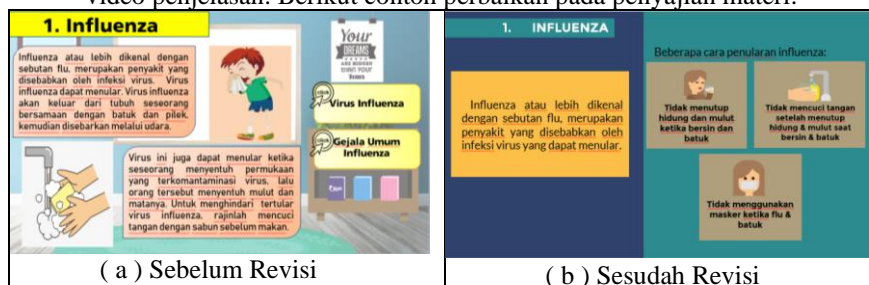 video penjelasan. Berikut contoh perbaikan pada penyajian materi:
1. Influenza
Influenza atau lebih dikenal dengan
sebutan flu, merupakan penyakit yang
disebabkan oleh infeksi virus. Virus
influenza dapat menular. Virus influenza
akan keluar dari tubuh seseorang
bersamaan dengan batuk dan pilek,
kemudian disebarkan melalui udara.
Virus ini juga dapat menular ketika
seseorang menyentuh permukaan
yang terkomantaminasi virus, lalu
orang tersebut menyentuh mulut dan
matanya. Untuk menghindari tertular
virus influenza, rajinlah mencuci
tangan dengan sabun sebelum makan.
Your
DREAMS
Virus Influenza
Gejala Umum
Influenza
( a ) Sebelum Revisi
1. INFLUENZA
Influenza atau lebih dikenal
dengan sebutan flu, merupakan
penyakit yang disebabkan oleh
infeksi virus yang dapat menular.
Beberapa cara penularan influenza:
Tidak menutup
hidung dan mulut
ketika bersin dan
batuk
Tidak mencuci tangan
setelah menutup
hidung & mulut saat
bersin & batuk
Tidak menggunakan
masker ketika flu &
batuk
( b ) Sesudah Revisi